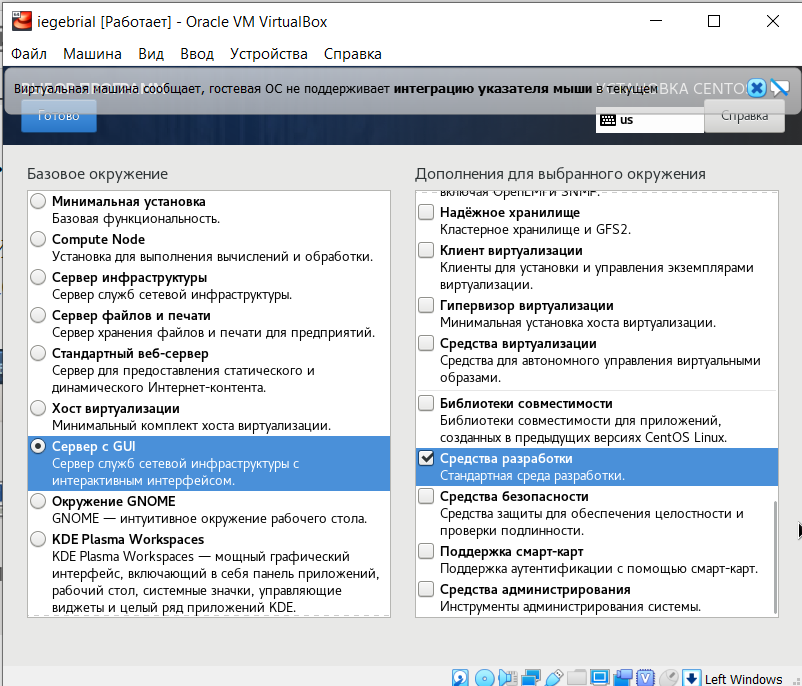 iegebrial [Работает] - Oracle VM VirtualBox
Файл Машина Вид Ввод Устройства Справка
Виртуальная машина сообщает, гостевая ОС не поддерживает интеграцию указателя мыши в текущем
УСТАНОВКА CENTOS
Готово
us
Справка
Базовое окружение
Минимальная установка
Базовая функциональность.
Compute Node
Установка для выполнения вычислений и обработки.
Сервер инфраструктуры
Сервер служб сетевой инфраструктуры.
Сервер файлов и печати
Сервер хранения файлов и печати для предприятий.
Стандартный веб-сервер
Сервер для предоставления статического и
динамического Интернет-контента.
Хост виртуализации
Минимальный комплект хоста виртуализации.
Сервер с GUI
Сервер служб сетевой инфраструктуры с
интерактивным интерфейсом.
Окружение GNOME
GNOME — интуитивное окружение рабочего стола.
KDE Plasma Workspaces
KDE Plasma Workspaces — мощный графический
интерфейс, включающий в себя панель приложений,
рабочий стол, системные значки, управляющие
виджеты и целый ряд приложений KDE.
Дополнения для выбранного окружения
включая OpenLMI и SNMP.
Надёжное хранилище
Кластерное хранилище и GFS2.
Клиент виртуализации
Клиенты для установки и управления экземплярами
виртуализации.
Гипервизор виртуализации
Минимальная установка хоста виртуализации.
Средства виртуализации
Средства для автономного управления виртуальными
образами.
Библиотеки совместимости
Библиотеки совместимости для приложений,
созданных в предыдущих версиях CentOS Linux.
Средства разработки
Стандартная среда разработки.
Средства безопасности
Средства защиты для обеспечения целостности и
проверки подлинности.
Поддержка смарт-карт
Поддержка аутентификации с помощью смарт-карт.
Средства администрирования
Инструменты администрирования системы.
Left Windows